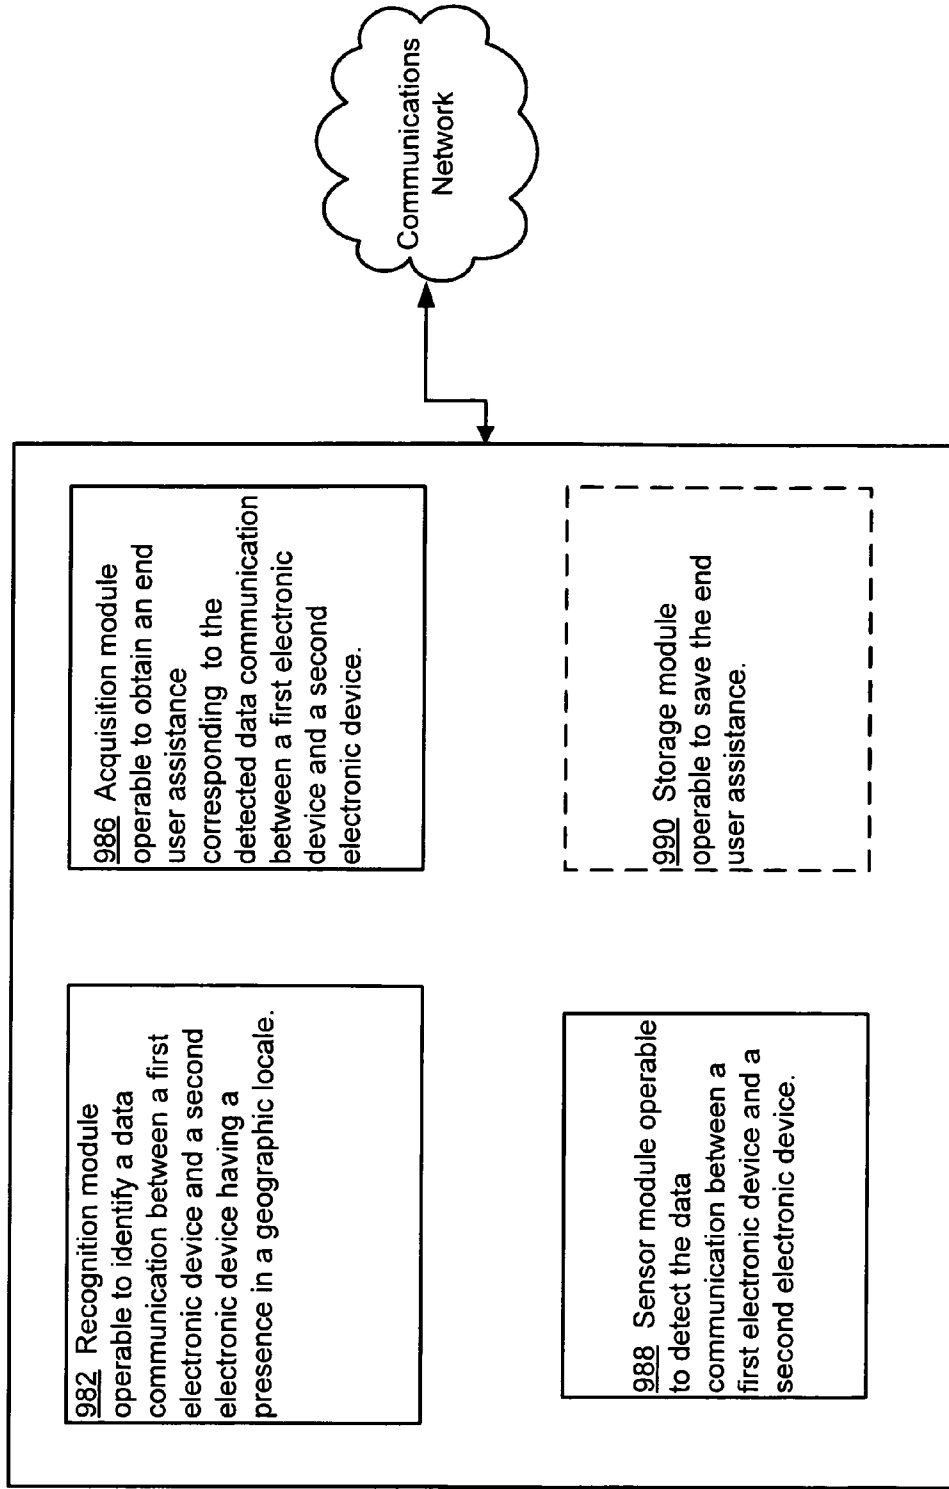 982 Recognition module
operable to identify a data
communication between a first
electronic device and a second
electronic device having a
presence in a geographic locale.
986 Acquisition module
operable to obtain an end
user assistance
corresponding to the
detected data communication
between a first electronic
device and a second
electronic device.
988 Sensor module operable
to detect the data
communication between a
first electronic device and a
second electronic device.
990 Storage module
operable to save the end
user assistance.
Communications
Network